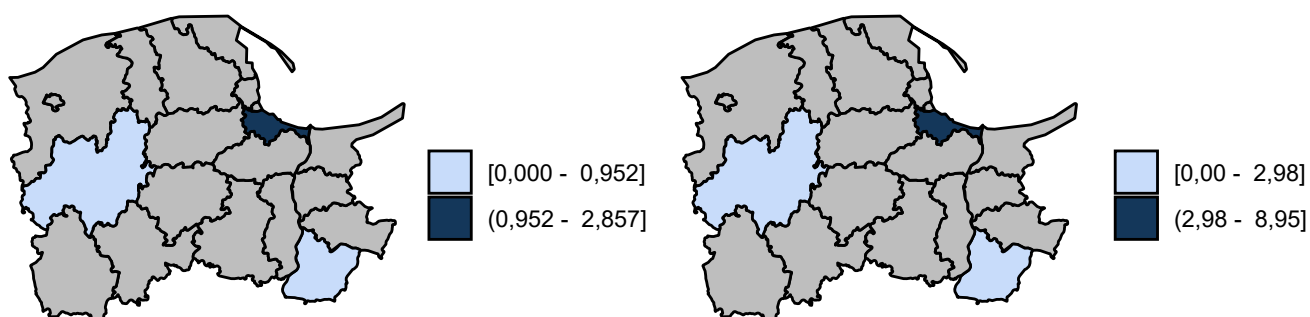 [0,000 - 0,952]
(0,952 - 2,857]
[0,00 - 2,98]
(2,98 - 8,95]